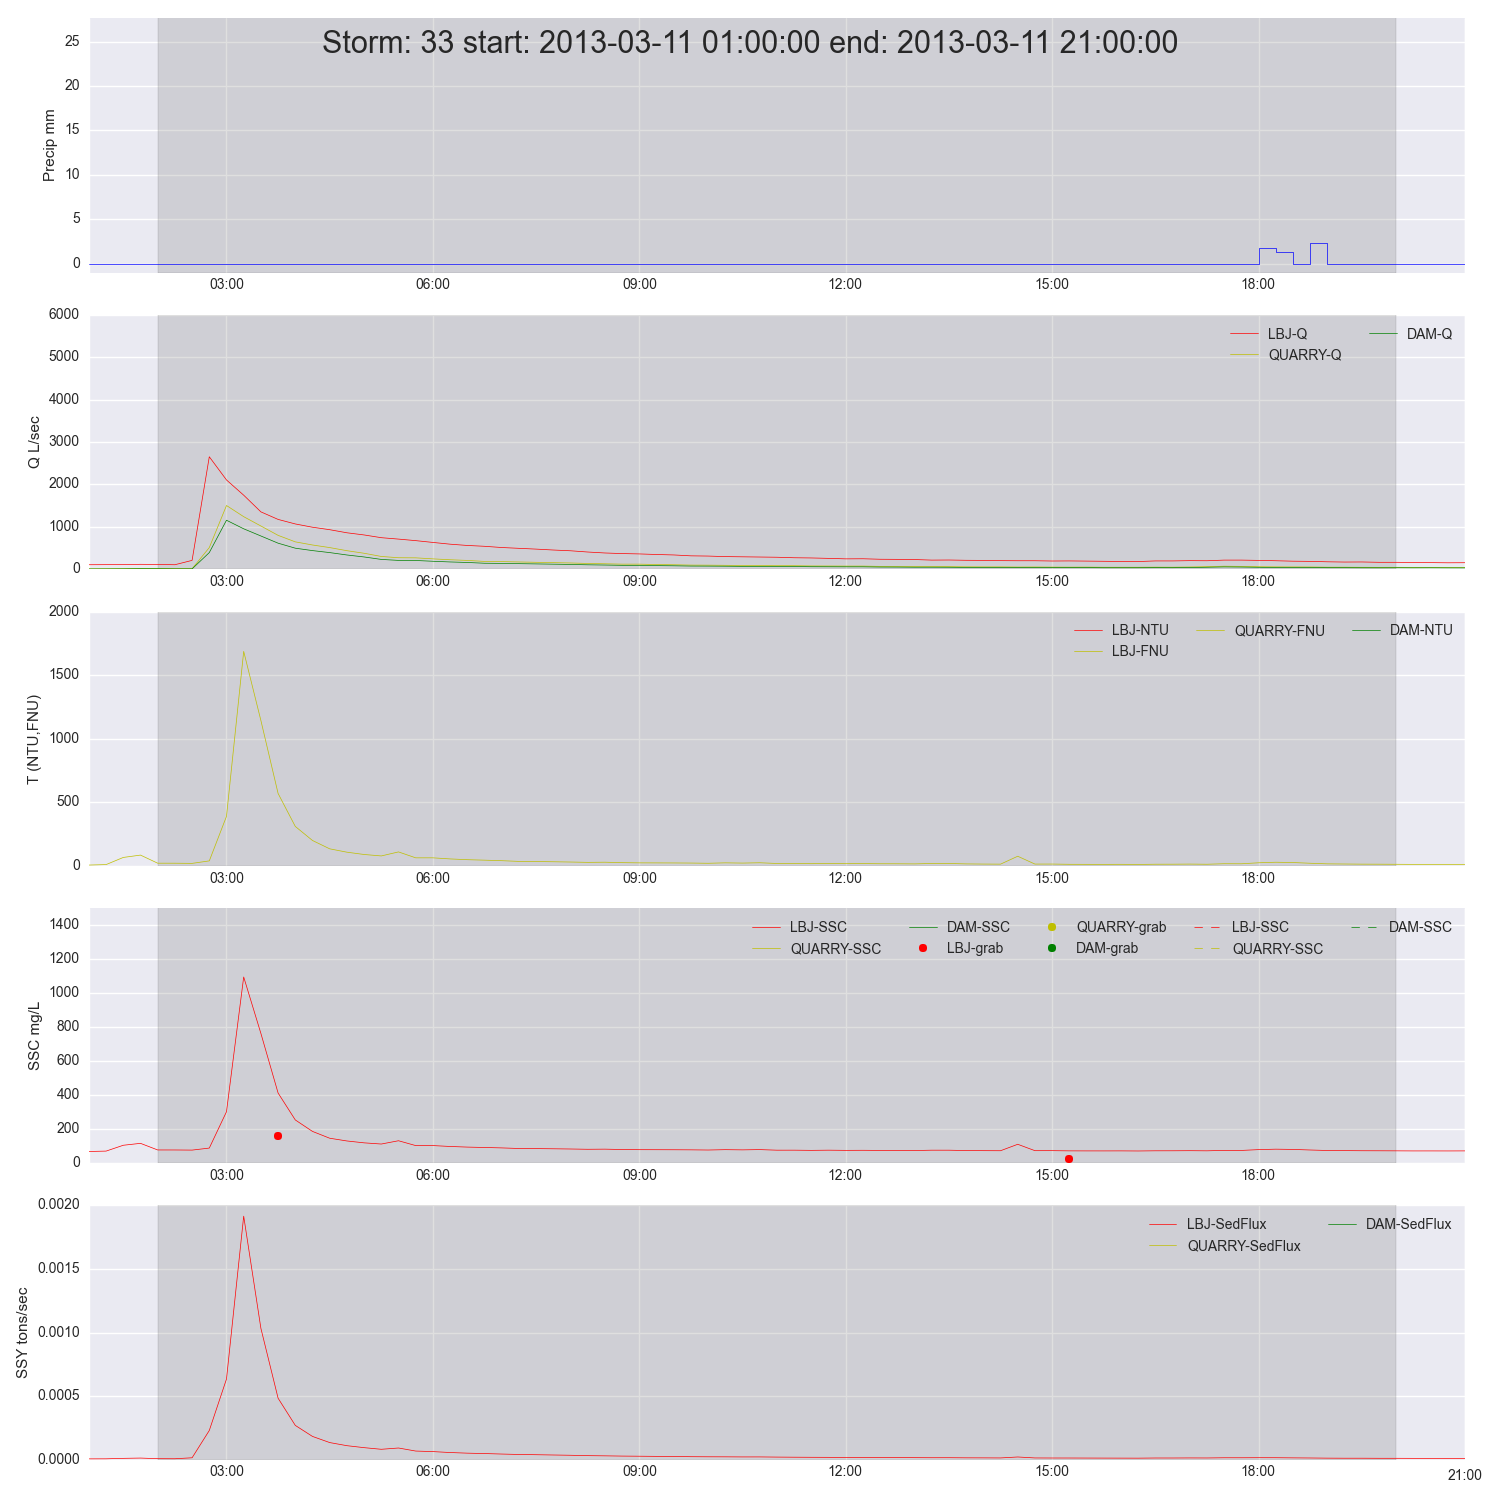 Storm: 33 start: 2013-03-11 01:00:00 end: 2013-03-11 21:00:00
Precip mm
25
20
15
10
5
0
03:00 06:00 09:00 12:00 15:00 18:00
Q L/sec
6000
5000
4000
3000
2000
1000
0
LBJ-Q DAM-Q
QUARRY-Q
03:00 06:00 09:00 12:00 15:00 18:00
T (NTU,FNU)
2000
1500
1000
500
0
LBJ-NTU QUARRY-FNU DAM-NTU
LBJ-FNU
03:00 06:00 09:00 12:00 15:00 18:00
SSC mg/L
1400
1200
1000
800
600
400
200
0
LBJ-SSC DAM-SSC QUARRY-grab LBJ-SSC DAM-SSC
QUARRY-SSC LBJ-grab DAM-grab QUARRY-SSC
03:00 06:00 09:00 12:00 15:00 18:00
SSY tons/sec
0.0020
0.0015
0.0010
0.0005
0.0000
LBJ-SedFlux DAM-SedFlux
QUARRY-SedFlux
03:00 06:00 09:00 12:00 15:00 18:00 21:00